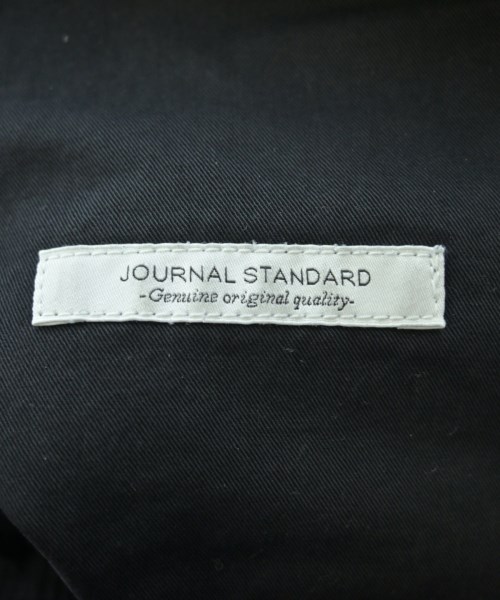 JOURNAL STANDARD
-Genuine original quality-